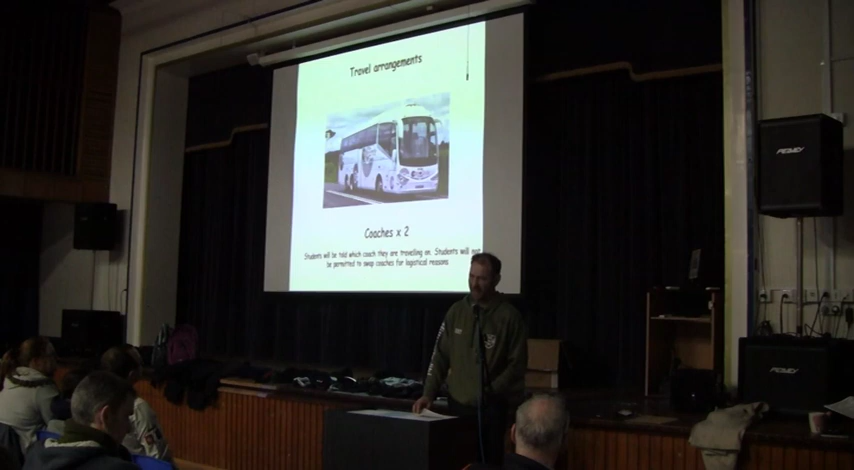 Travel arrangements
Coaches x 2
Students will be told which coach they are travelling on. Students will not
be permitted to swap coaches for logistical reasons
PEAVEY
PEAVEY